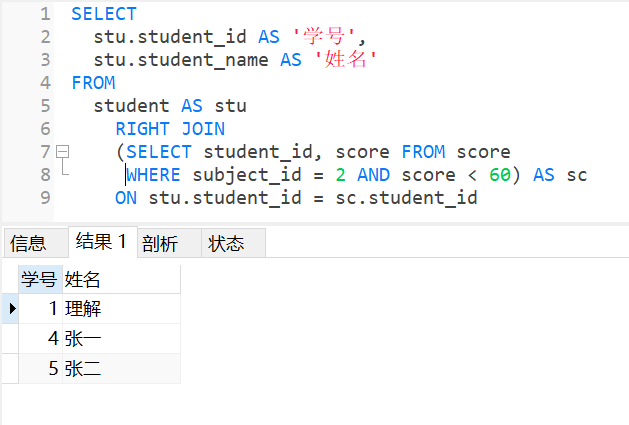 1 SELECT
2 stu.student_id AS '学号',
3 stu.student_name AS '姓名'
4 FROM
5 student AS stu
6 RIGHT JOIN
7 (SELECT student_id, score FROM score
8 WHERE subject_id = 2 AND score < 60) AS sc
9 ON stu.student_id = sc.student_id
信息 结果 1 剖析 状态
学号 姓名
1 理解
4 张一
5 张二